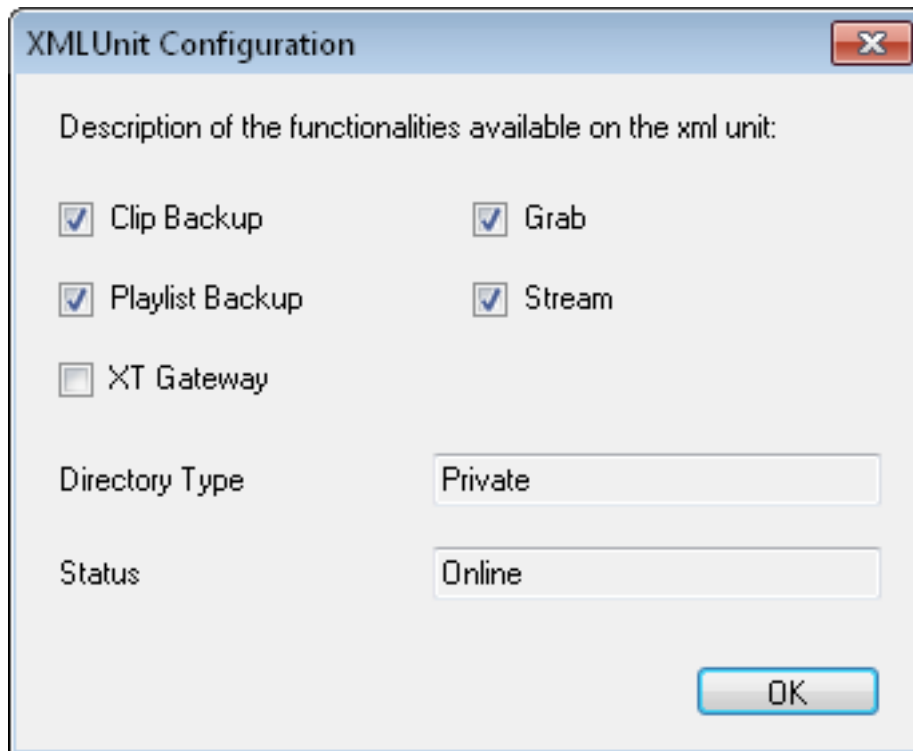 XMLUnit Configuration
Description of the functionalities available on the xml unit:
Clip Backup
Grab
Playlist Backup
Stream
XT Gateway
Directory Type
Private
Status
Online
OK